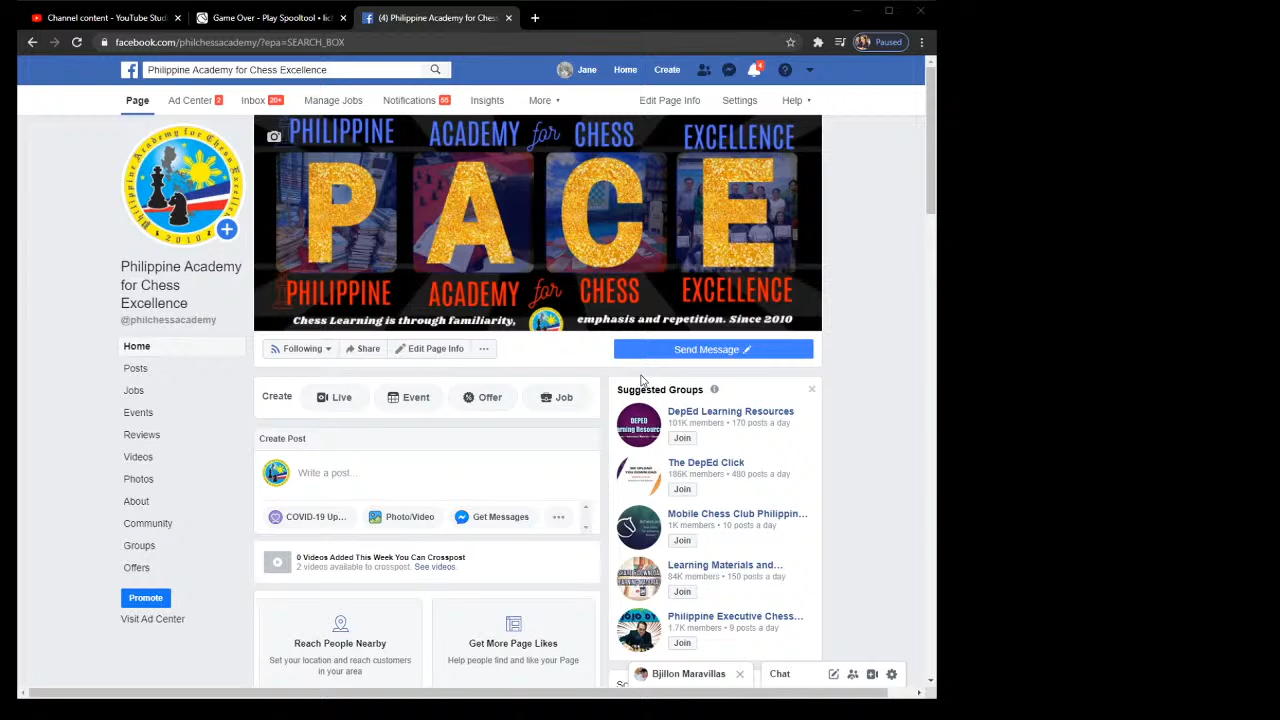 Channel content - YouTube Stud
Game Over - Play Spooltool • lich
(4) Philippine Academy for Chess
facebook.com/philchessacademy/?epa=SEARCH_BOX
Paused
Philippine Academy for Chess Excellence
Jane
Home
Create
4
Page
Ad Center 2
Inbox 20+
Manage Jobs
Notifications 55
Insights
More
Edit Page Info
Settings
Help
Philippine Academy for Chess Excellence
2010
PHILIPPINE ACADEMY for CHESS EXCELLENCE
PACE
PHILIPPINE ACADEMY for CHESS EXCELLENCE
Chess Learning is through familiarity, emphasis and repetition. Since 2010
Philippine Academy
for Chess
Excellence
@philchessacademy
Home
Posts
Jobs
Events
Reviews
Videos
Photos
About
Community
Groups
Offers
Promote
Visit Ad Center
Following
Share
Edit Page Info
Send Message
Create
Live
Event
Offer
Job
Create Post
Write a post...
COVID-19 Up...
Photo/Video
Get Messages
0 Videos Added This Week You Can Crosspost
2 videos available to crosspost. See videos.
Reach People Nearby
Set your location and reach customers
in your area
Get More Page Likes
Help people find and like your Page
Suggested Groups
DepEd Learning Resources
101K members • 170 posts a day
Join
The DepEd Click
186K members • 480 posts a day
Join
Mobile Chess Club Philippin...
1K members • 10 posts a day
Join
Learning Materials and...
84K members • 150 posts a day
Join
Philippine Executive Chess...
1.7K members • 9 posts a day
Join
Bjillon Maravillas
Chat